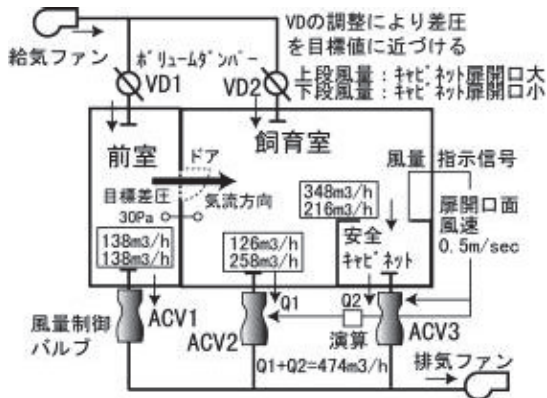 給気ファン
ボリュームダンパー
VD1
VD2
VDの調整により差圧
を目標値に近づける
上段風量：キャビネット扉開口大
下段風量：キャビネット扉開口小
前室
ドア
飼育室
目標差圧
30Pa
気流方向
風量
指示信号
348m3/h
216m3/h
扉開口面
風速
0.5m/sec
138m3/h
138m3/h
126m3/h
258m3/h
安全
キャビネット
風量制御
バルブ
ACV1
ACV2
Q1
Q2
演算
ACV3
Q1+Q2=474m3/h
排気ファン